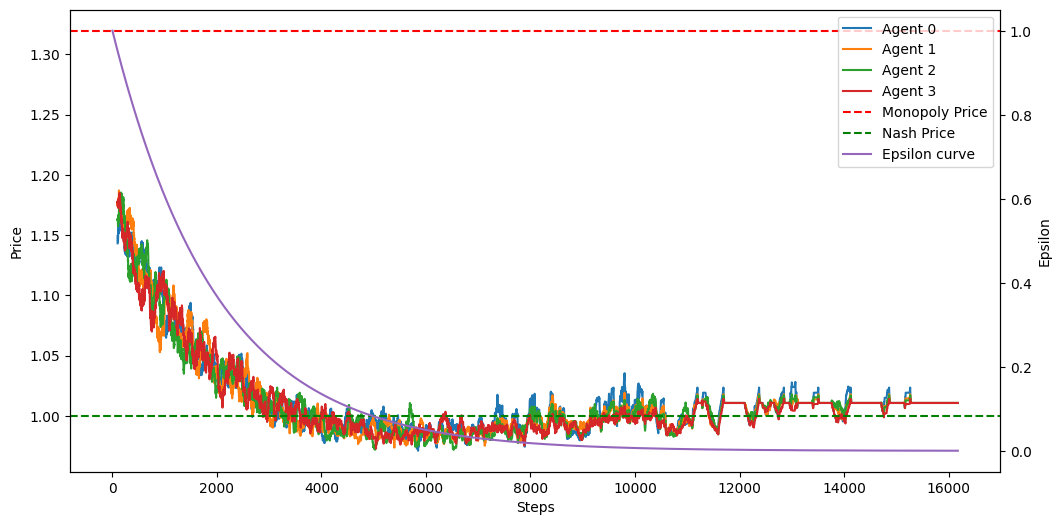 1.30
1.25
1.20
1.15
1.10
1.05
1.00
Price
0
2000
4000
6000
8000
10000
12000
14000
16000
Steps
1.0
0.8
0.6
0.4
0.2
0.0
Epsilon
Agent 0
Agent 1
Agent 2
Agent 3
Monopoly Price
Nash Price
Epsilon curve